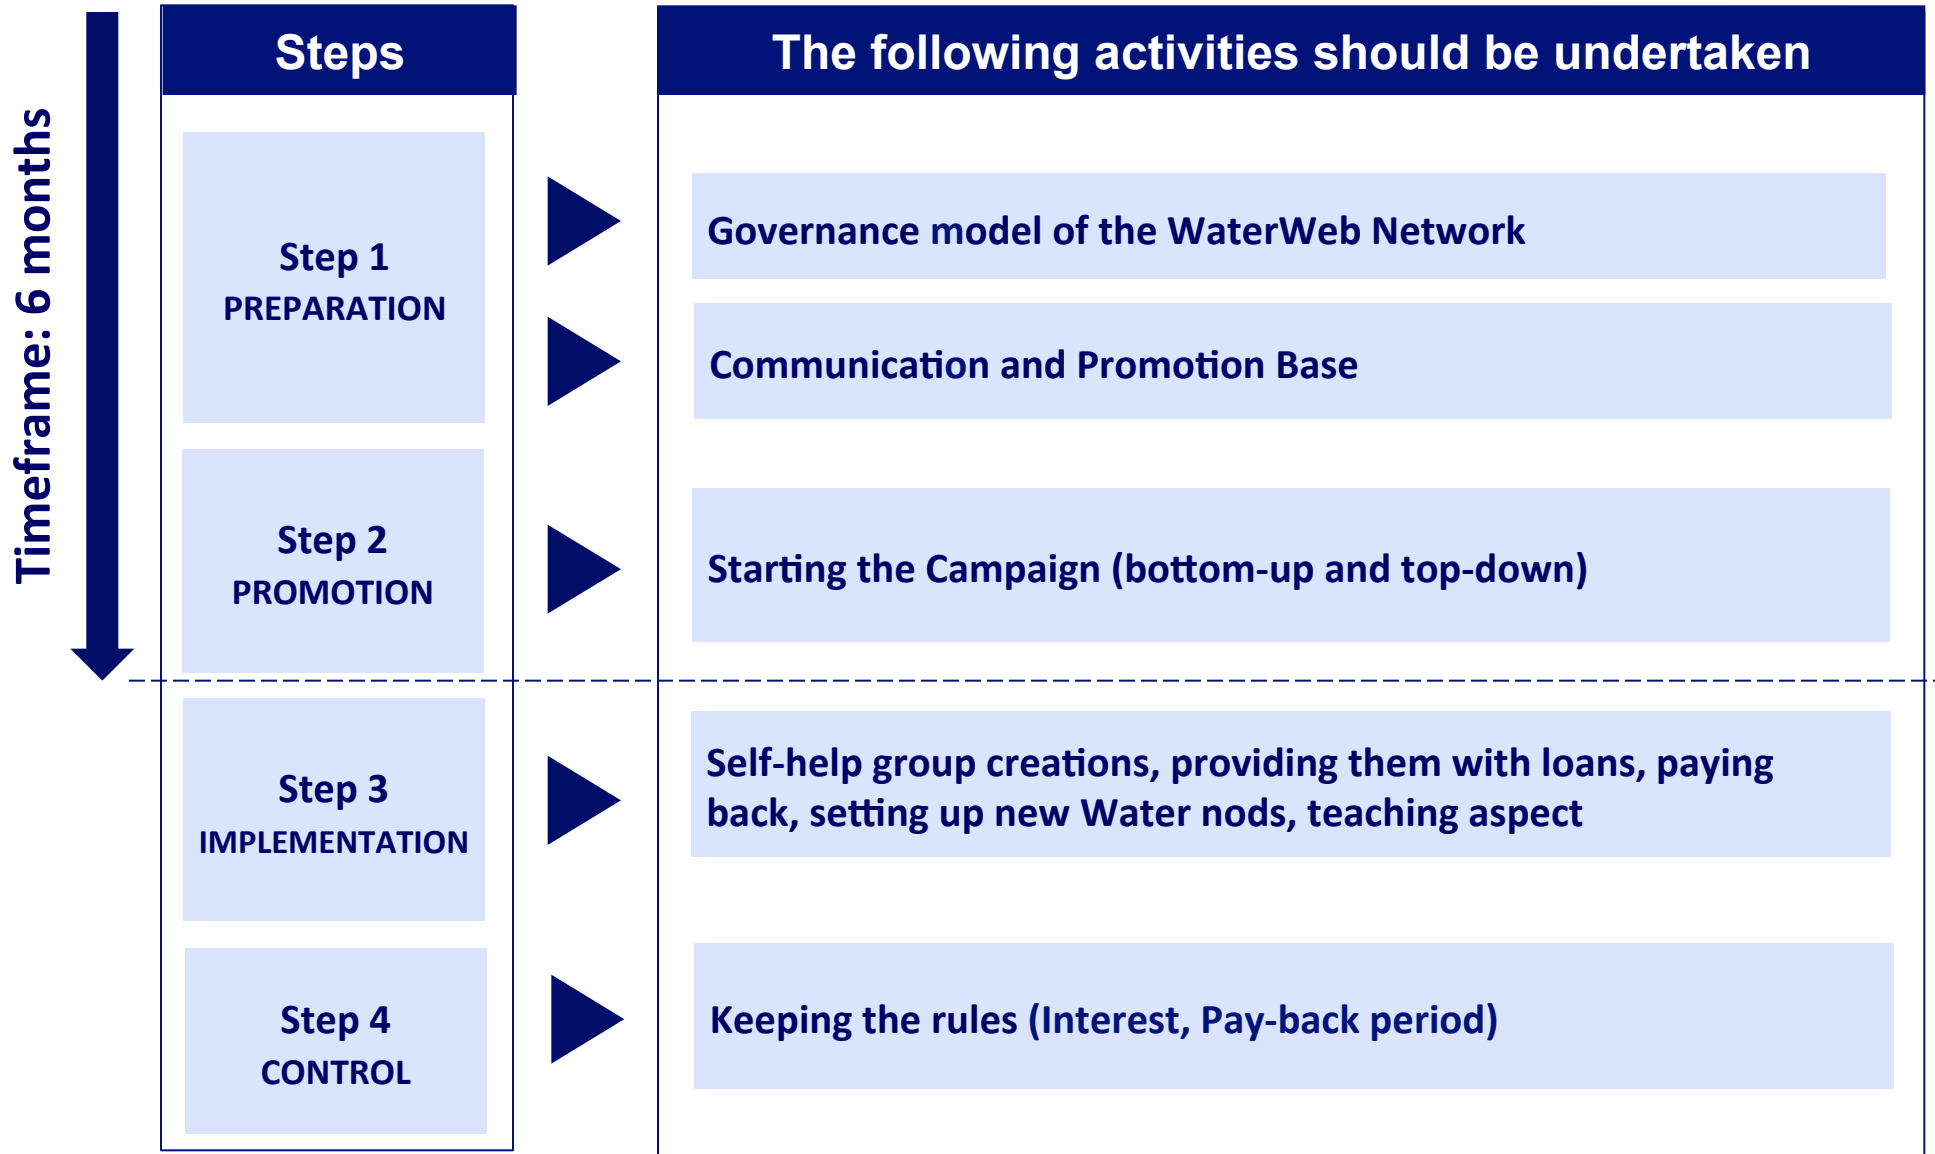 Timeframe: 6 months
Steps
The following activities should be undertaken
Step 1
PREPARATION
Governance model of the WaterWeb Network
Communication and Promotion Base
Step 2
PROMOTION
Starting the Campaign (bottom-up and top-down)
Step 3
IMPLEMENTATION
Self-help group creations, providing them with loans, paying
back, setting up new Water nods, teaching aspect
Step 4
CONTROL
Keeping the rules (Interest, Pay-back period)